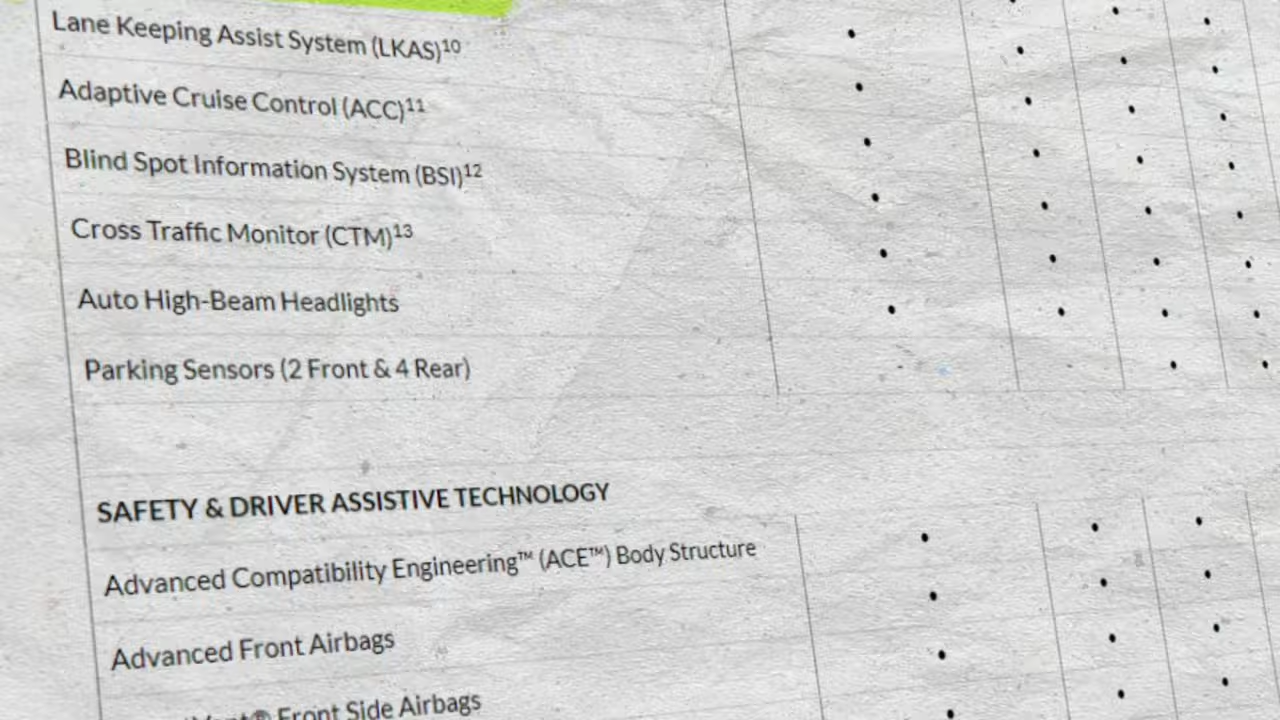 Lane Keeping Assist System (LKAS)¹⁰
Adaptive Cruise Control (ACC)¹¹
Blind Spot Information System (BSI)¹²
Cross Traffic Monitor (CTM)¹³
Auto High-Beam Headlights
Parking Sensors (2 Front & 4 Rear)
SAFETY & DRIVER ASSISTIVE TECHNOLOGY
Advanced Compatibility Engineering™ (ACE™) Body Structure
Advanced Front Airbags
Front Side Airbags